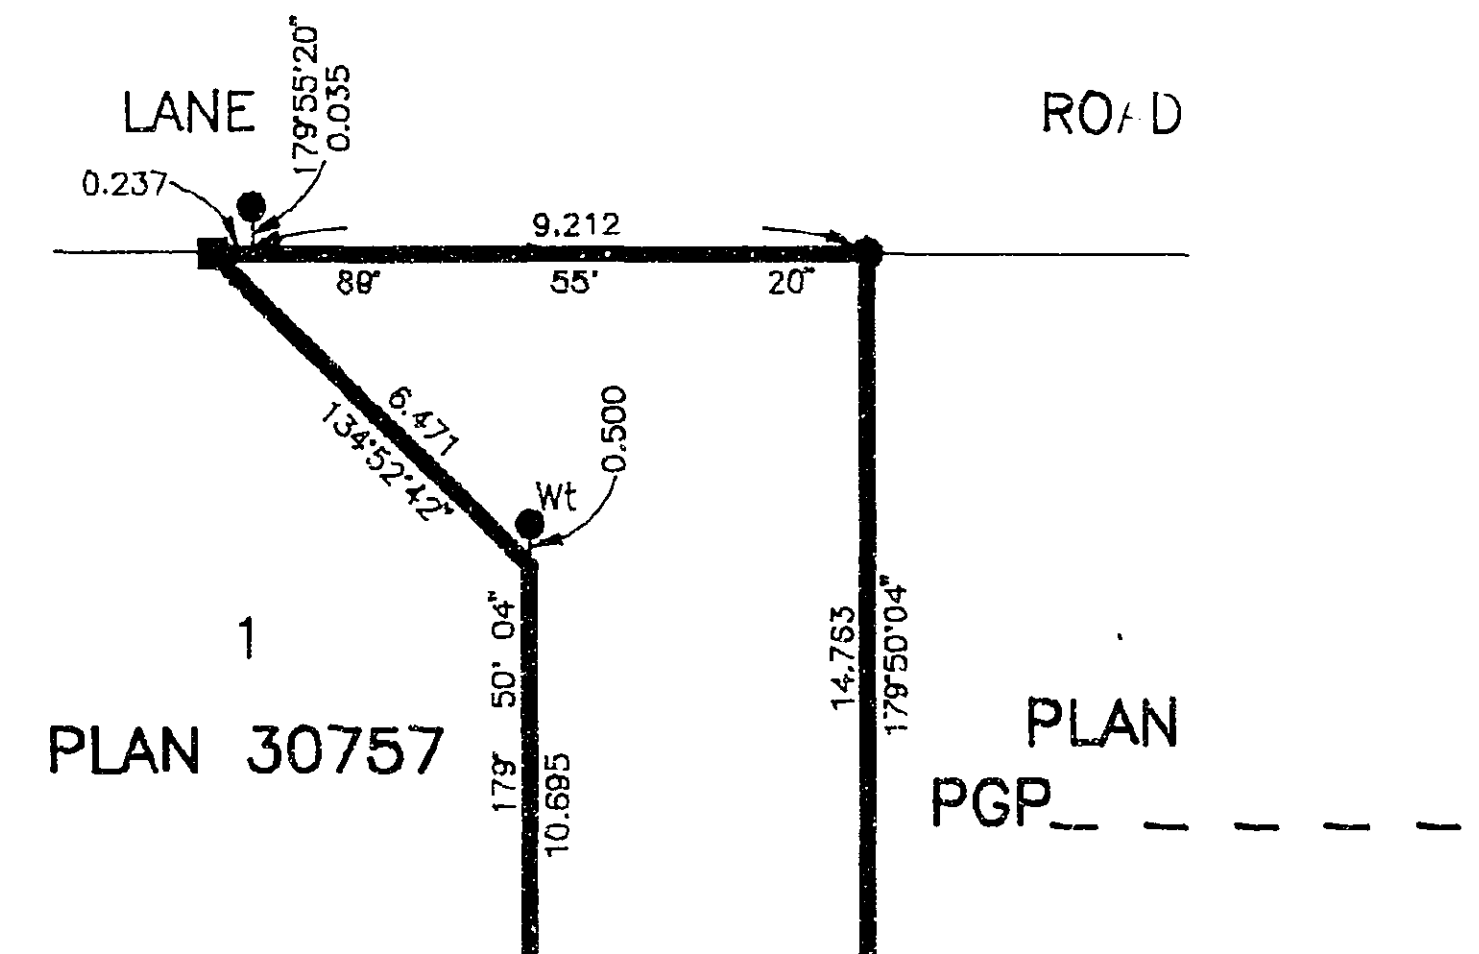 179°55'20"
0.035
LANE
ROAD
0.237
9.212
89° 55' 20"
6.471
134°52'42"
0.500
Wt
179° 50' 04"
10.695
14.763
179°50'04"
1
PLAN 30757
PLAN
PGP_ _ _ _ _